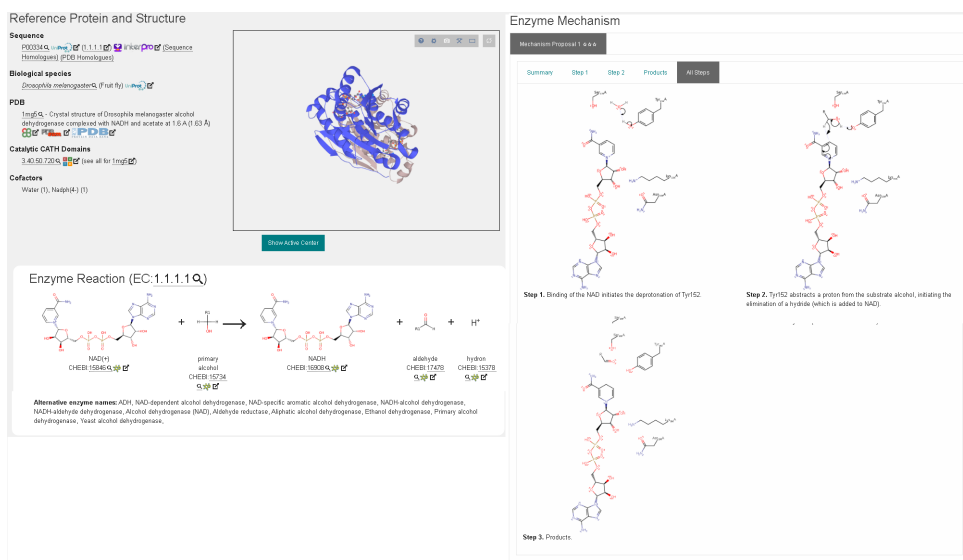 Reference Protein and Structure
Sequence
P00334 UniProt (1.1.1.1) interpro (Sequence
Homologues) (PDB Homologues)
Biological species
Drosophila melanogaster (Fruit fly) UniProt
PDB
1mg5 - Crystal structure of Drosophila melanogaster alcohol
dehydrogenase complexed with NADH and acetate at 1.6 A (1.63 Å)
PDB
Catalytic CATH Domains
3.40.50.720 (see all for 1mg5)
Cofactors
Water (1), Nadph(4-) (1)
Show Active Center
Enzyme Reaction (EC:1.1.1.1)
NAD(+)
CHEBI:15846
+
primary
alcohol
CHEBI:15734
NADH
CHEBI:16908
+
aldehyde
CHEBI:17478
+
H+
hydron
CHEBI:15378
Alternative enzyme names: ADH, NAD-dependent alcohol dehydrogenase, NAD-specific aromatic alcohol dehydrogenase, NADH-alcohol dehydrogenase,
NADH-aldehyde dehydrogenase, Alcohol dehydrogenase (NAD), Aldehyde reductase, Aliphatic alcohol dehydrogenase, Ethanol dehydrogenase, Primary alcohol
dehydrogenase, Yeast alcohol dehydrogenase,
Enzyme Mechanism
Mechanism Proposal 1
Summary Step 1 Step 2 Products All Steps
Step 1. Binding of the NAD initiates the deprotonation of Tyr152.
Step 2. Tyr152 abstracts a proton from the substrate alcohol, initiating the
elimination of a hydride (which is added to NAD).
Step 3. Products.